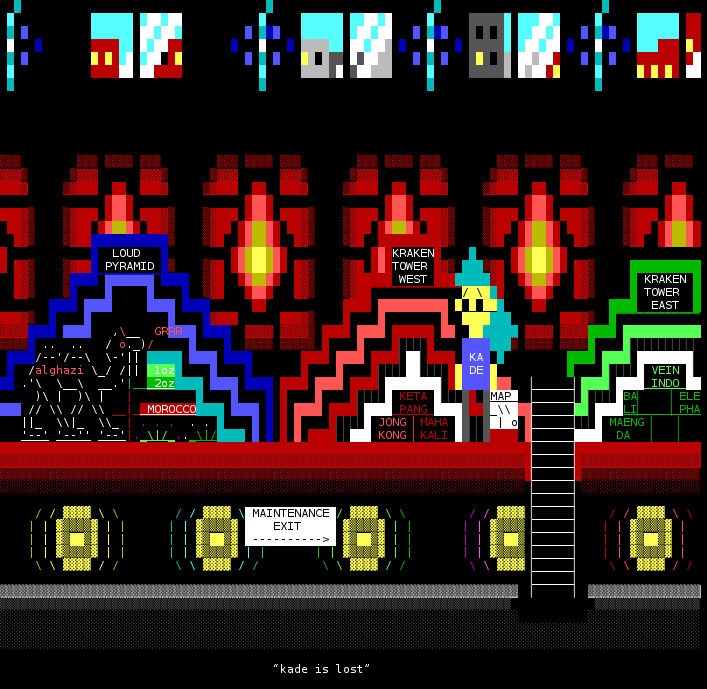 LOUD
PYRAMID
KRAKEN
TOWER
WEST
KRAKEN
TOWER
EAST
GRRR
alghazi
1oz
2oz
MOROCCO
KA
DE
MAP
KETA
PANG
JONG
KONG
MAHA
KALI
VEIN
INDO
BA
LI
ELE
PHA
MAENG
DA
MAINTENANCE
EXIT
---------->
“kade is lost”